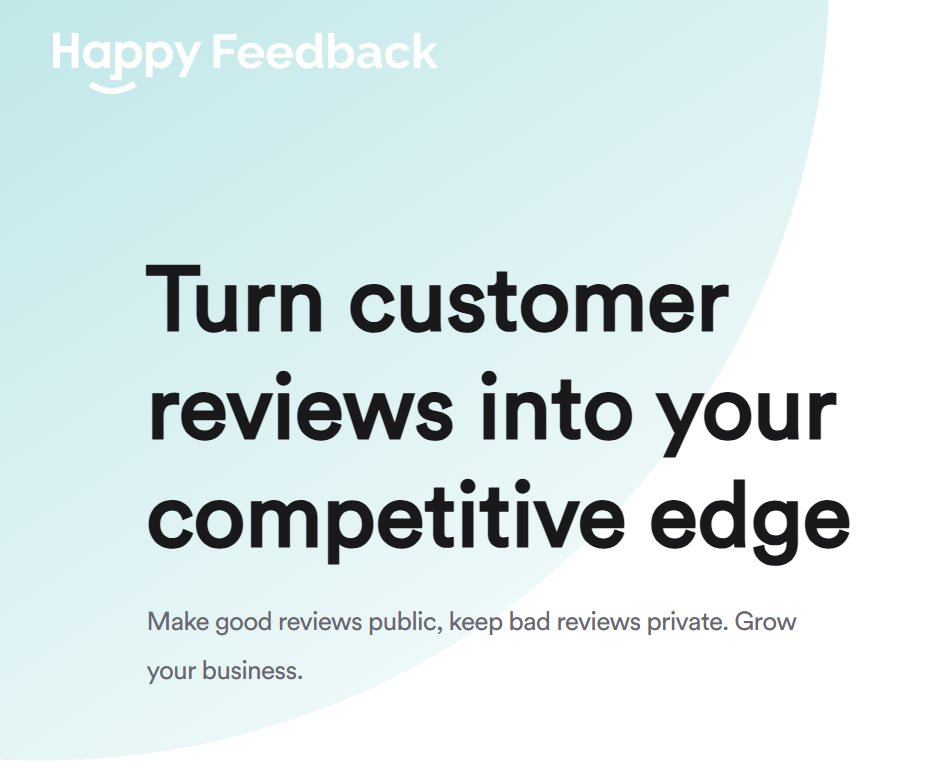 Happy Feedback
Turn customer
reviews into your
competitive edge
Make good reviews public, keep bad reviews private. Grow
your business.